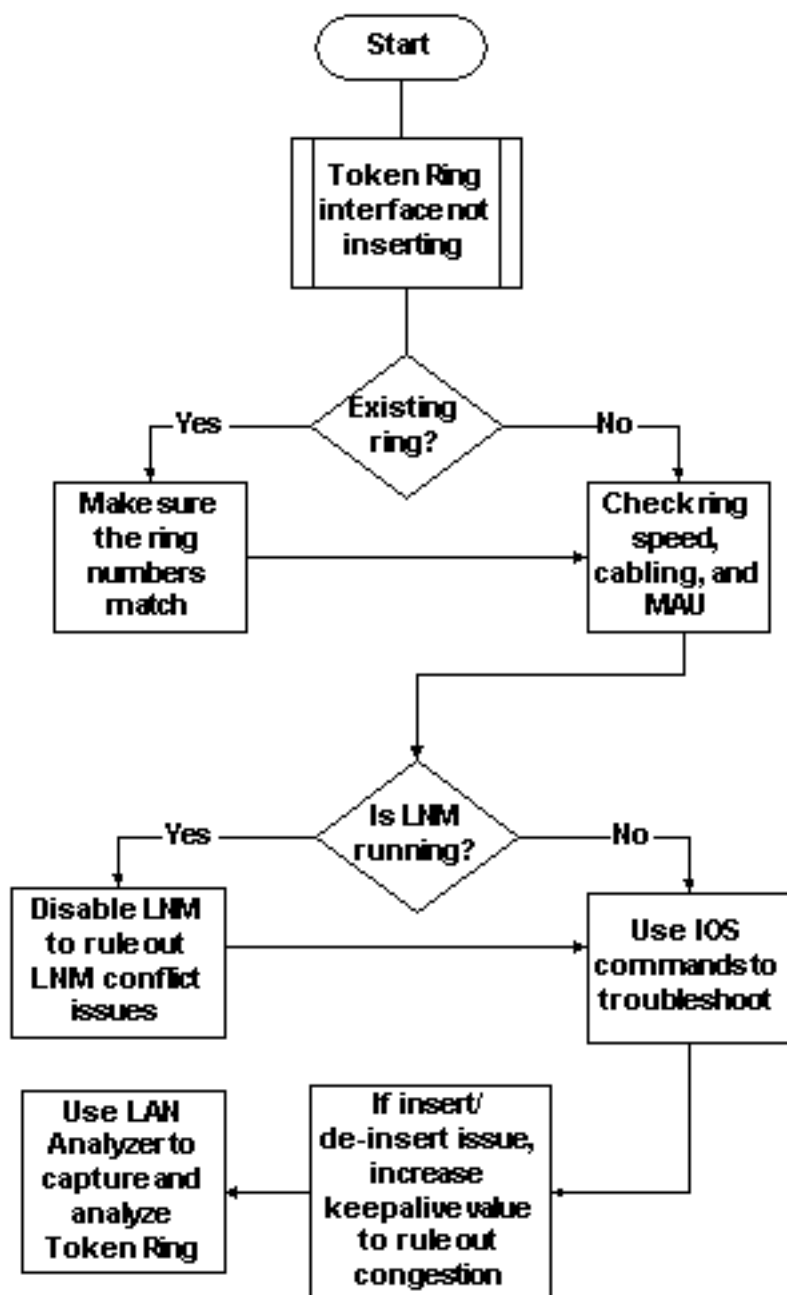 Start
Token Ring
interface not
inserting
Existing
ring?
Yes
No
Make sure
the ring
numbers
match
Check ring
speed,
cabling, and
MAU
Is LNM
running?
Yes
No
Disable LNM
to rule out
LNM conflict
issues
Use IOS
commands to
troubleshoot
Use LAN
Analyzer to
capture and
analyze
Token Ring
If insert/
de-insert issue,
increase
keepalive value
to rule out
congestion